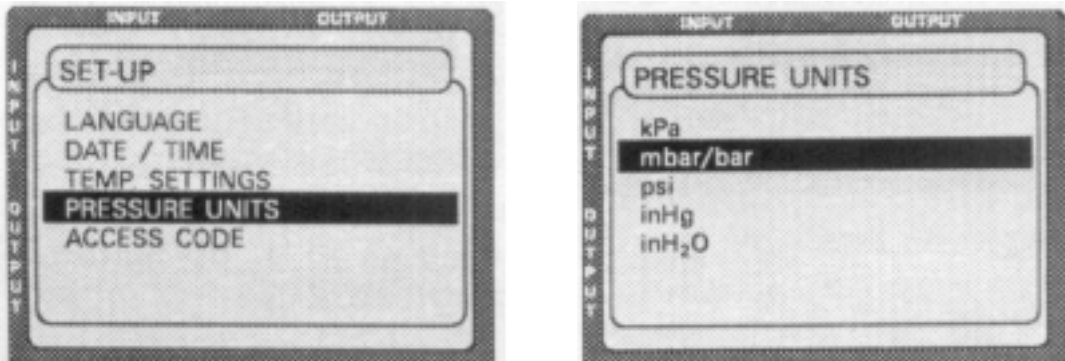 INPUT OUTPUT
INPUT OUTPUT
SET-UP
LANGUAGE
DATE / TIME
TEMP. SETTINGS
PRESSURE UNITS
ACCESS CODE
INPUT OUTPUT
INPUT OUTPUT
PRESSURE UNITS
kPa
mbar/bar
psi
inHg
inH₂O